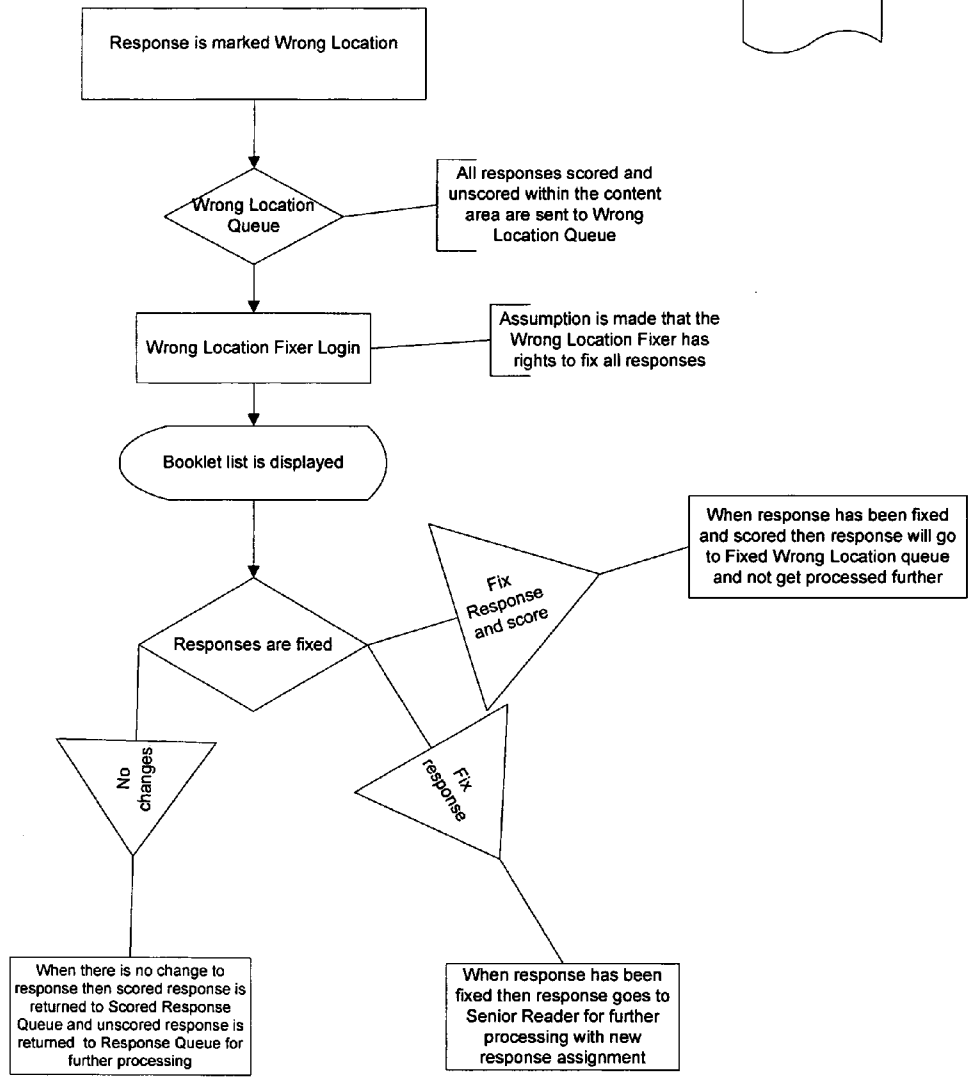 Response is marked Wrong Location
Wrong Location
Queue
All responses scored and
unscored within the content
area are sent to Wrong
Location Queue
Wrong Location Fixer Login
Assumption is made that the
Wrong Location Fixer has
rights to fix all responses
Booklet list is displayed
Responses are fixed
Fix
Response
and score
When response has been fixed
and scored then response will go
to Fixed Wrong Location queue
and not get processed further
No
changes
Fix
response
When there is no change to
response then scored response is
returned to Scored Response
Queue and unscored response is
returned to Response Queue for
further processing
When response has been
fixed then response goes to
Senior Reader for further
processing with new
response assignment